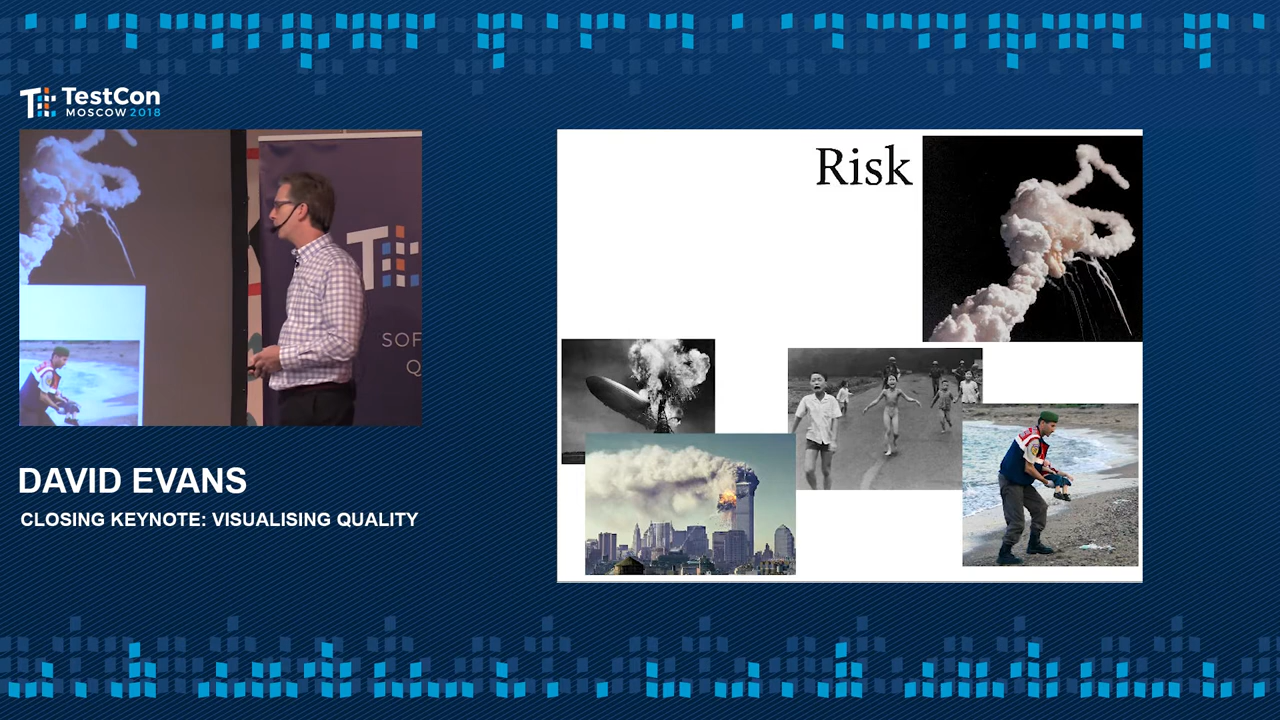 TestCon
MOSCOW 2018
Risk
SOF
Q
DAVID EVANS
CLOSING KEYNOTE: VISUALISING QUALITY